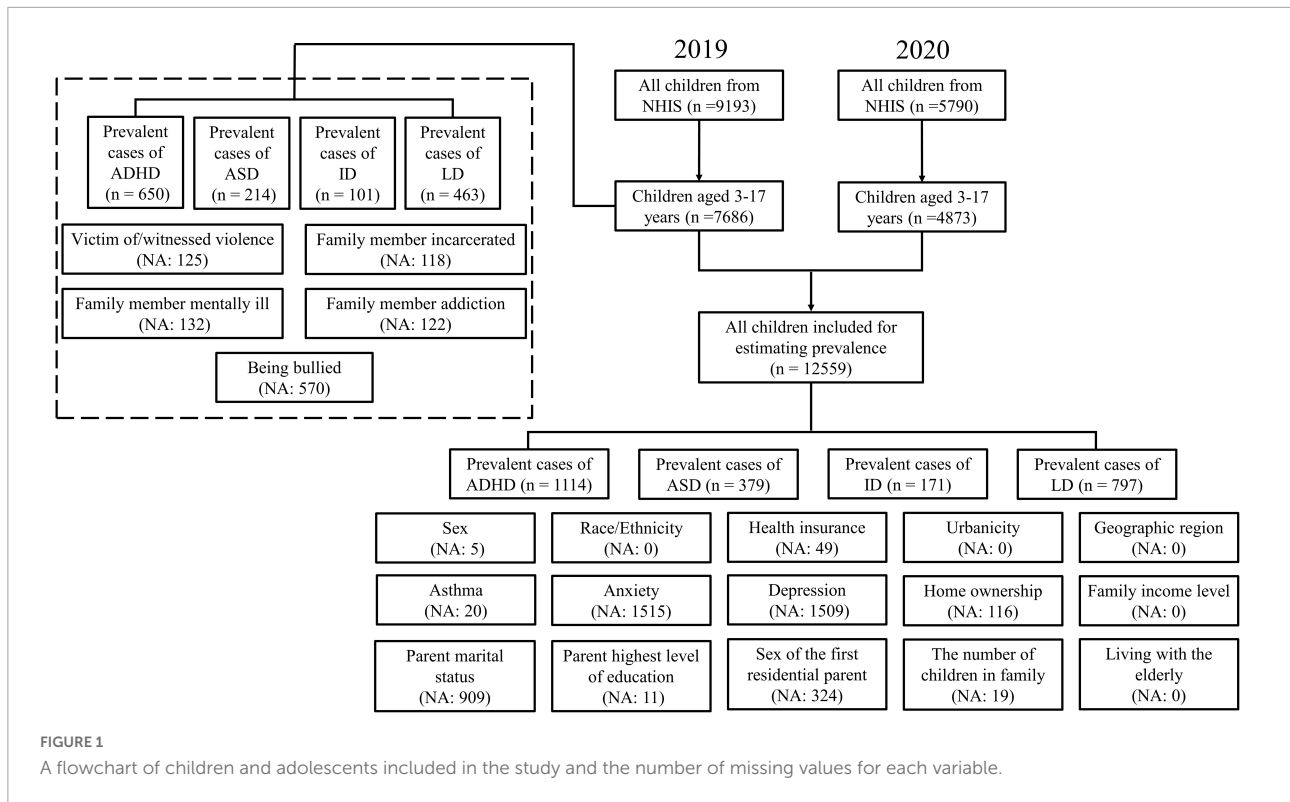 2019
2020
All children from
NHIS (n =9193)
All children from
NHIS (n =5790)
Prevalent
cases of
ADHD
(n = 650)
Prevalent
cases of
ASD
(n = 214)
Prevalent
cases of
ID
(n = 101)
Prevalent
cases of
LD
(n = 463)
Children aged 3-17
years (n =7686)
Children aged 3-17
years (n =4873)
Victim of/witnessed violence
(NA: 125)
Family member incarcerated
(NA: 118)
Family member mentally ill
(NA: 132)
Family member addiction
(NA: 122)
Being bullied
(NA: 570)
All children included for
estimating prevalence
(n = 12559)
Prevalent cases of
ADHD (n = 1114)
Prevalent cases of
ASD (n = 379)
Prevalent cases of
ID (n = 171)
Prevalent cases of
LD (n = 797)
Sex
(NA: 5)
Race/Ethnicity
(NA: 0)
Health insurance
(NA: 49)
Urbanicity
(NA: 0)
Geographic region
(NA: 0)
Asthma
(NA: 20)
Anxiety
(NA: 1515)
Depression
(NA: 1509)
Home ownership
(NA: 116)
Family income level
(NA: 0)
Parent marital
status
(NA: 909)
Parent highest level
of education
(NA: 11)
Sex of the first
residential parent
(NA: 324)
The number of
children in family
(NA: 19)
Living with the
elderly
(NA: 0)
FIGURE 1
A flowchart of children and adolescents included in the study and the number of missing values for each variable.